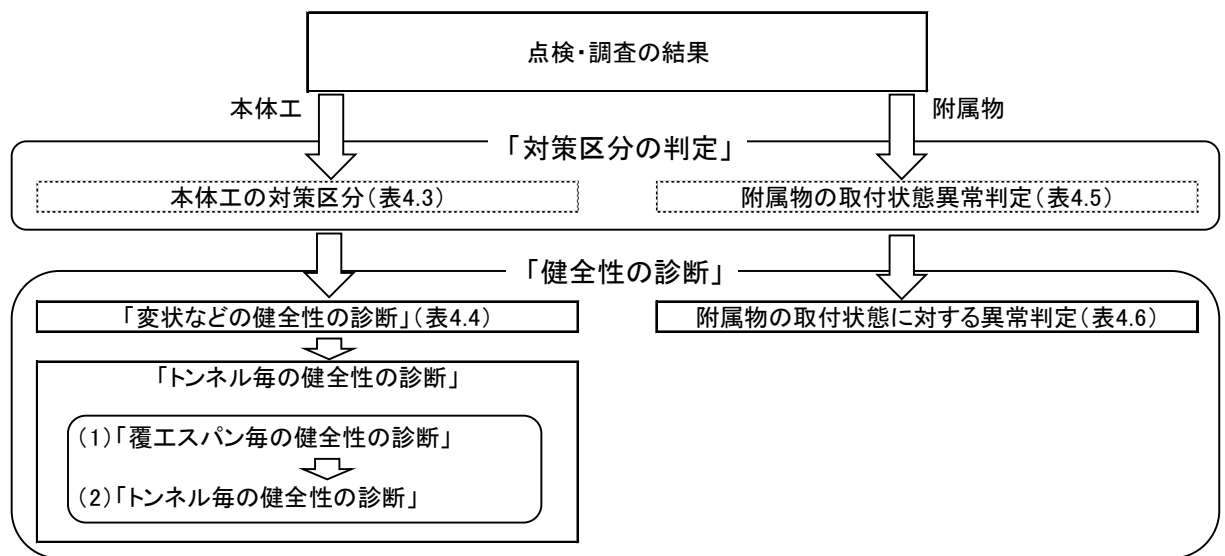 点検・調査の結果
本体工
附属物
「対策区分の判定」
本体工の対策区分(表4.3)
附属物の取付状態異常判定(表4.5)
「健全性の診断」
「変状などの健全性の診断」(表4.4)
附属物の取付状態に対する異常判定(表4.6)
「トンネル毎の健全性の診断」
(1)「覆工スパン毎の健全性の診断」
(2)「トンネル毎の健全性の診断」